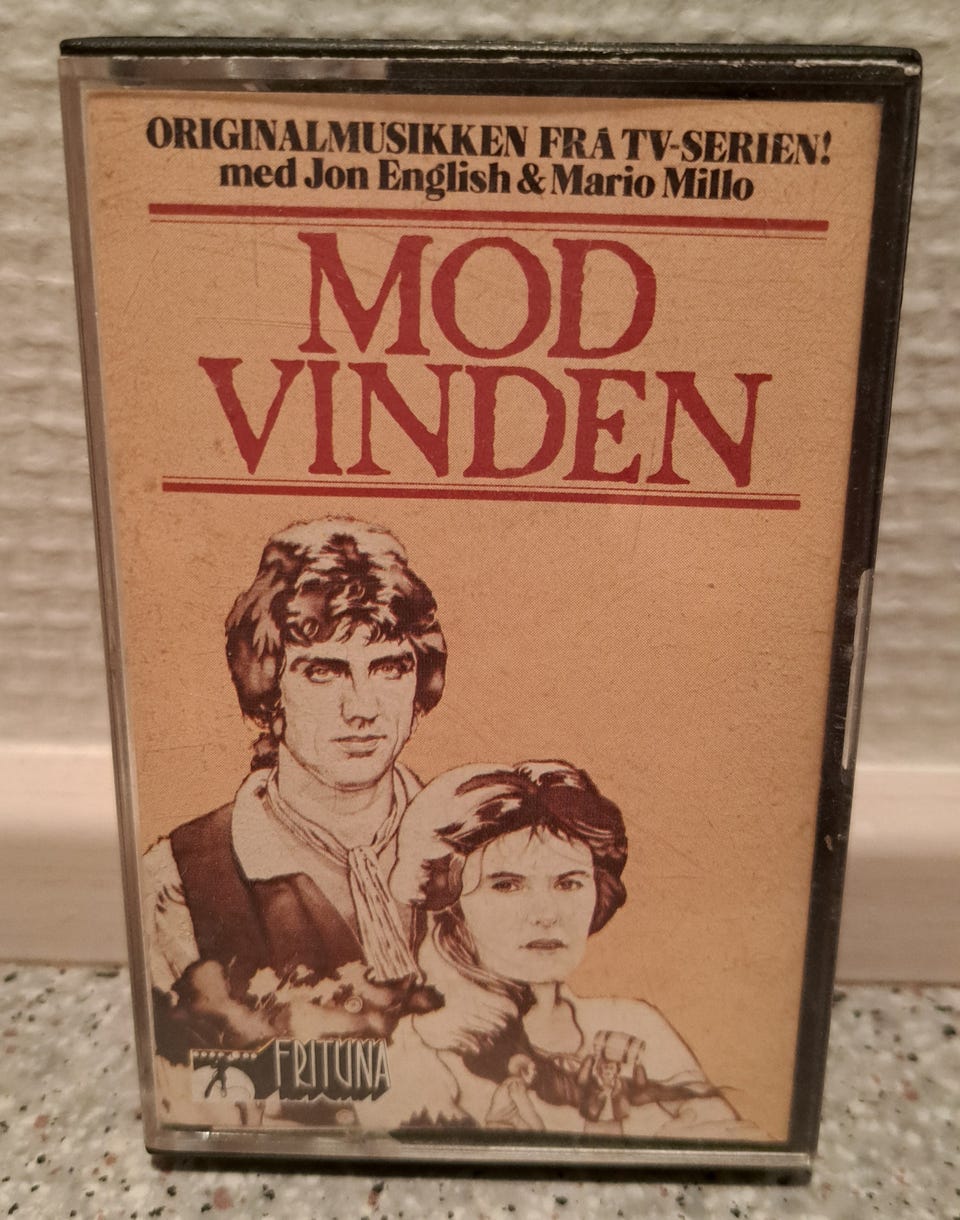 ORIGINALMUSIKKEN FRA TV-SERIEN!
med Jon English & Mario Millo
MOD
VINDEN
FRITUNA